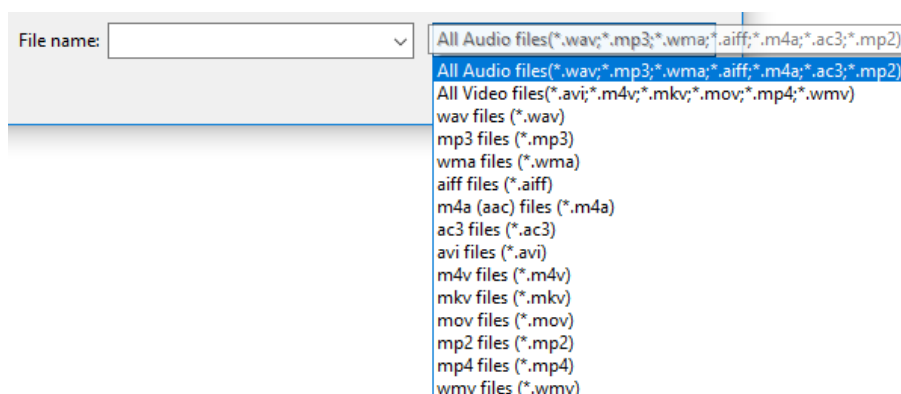 File name:
All Audio files(*.wav;*.mp3;*.wma;*.aiff;*.m4a;*.ac3;*.mp2)
All Audio files(*.wav;*.mp3;*.wma;*.aiff;*.m4a;*.ac3;*.mp2)
All Video files(*.avi;*.m4v;*.mkv;*.mov;*.mp4;*.wmv)
wav files (*.wav)
mp3 files (*.mp3)
wma files (*.wma)
aiff files (*.aiff)
m4a (aac) files (*.m4a)
ac3 files (*.ac3)
avi files (*.avi)
m4v files (*.m4v)
mkv files (*.mkv)
mov files (*.mov)
mp2 files (*.mp2)
mp4 files (*.mp4)
wmv files (*.wmv)